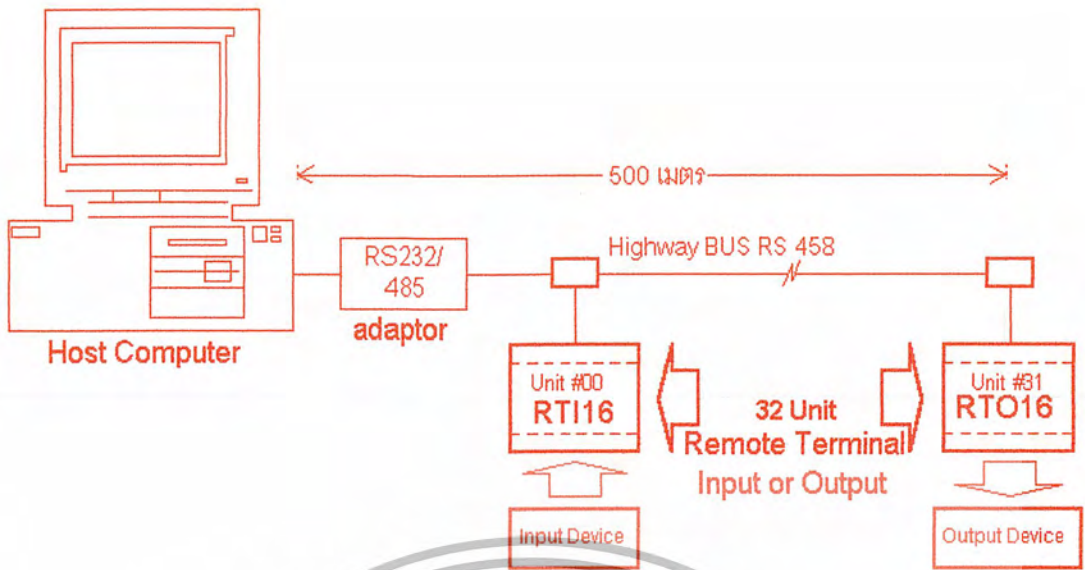 500 เมตร
Highway BUS RS 458
RS232/
485
adaptor
Host Computer
Unit #00
RTI16
32 Unit
Remote Terminal
Input or Output
Unit #31
RTO16
Input Device
Output Device